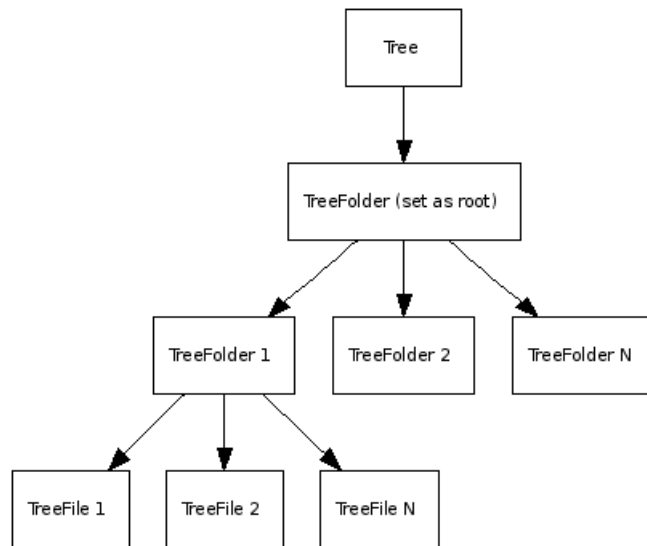 Tree
TreeFolder (set as root)
TreeFolder 1
TreeFolder 2
TreeFolder N
TreeFile 1
TreeFile 2
TreeFile N